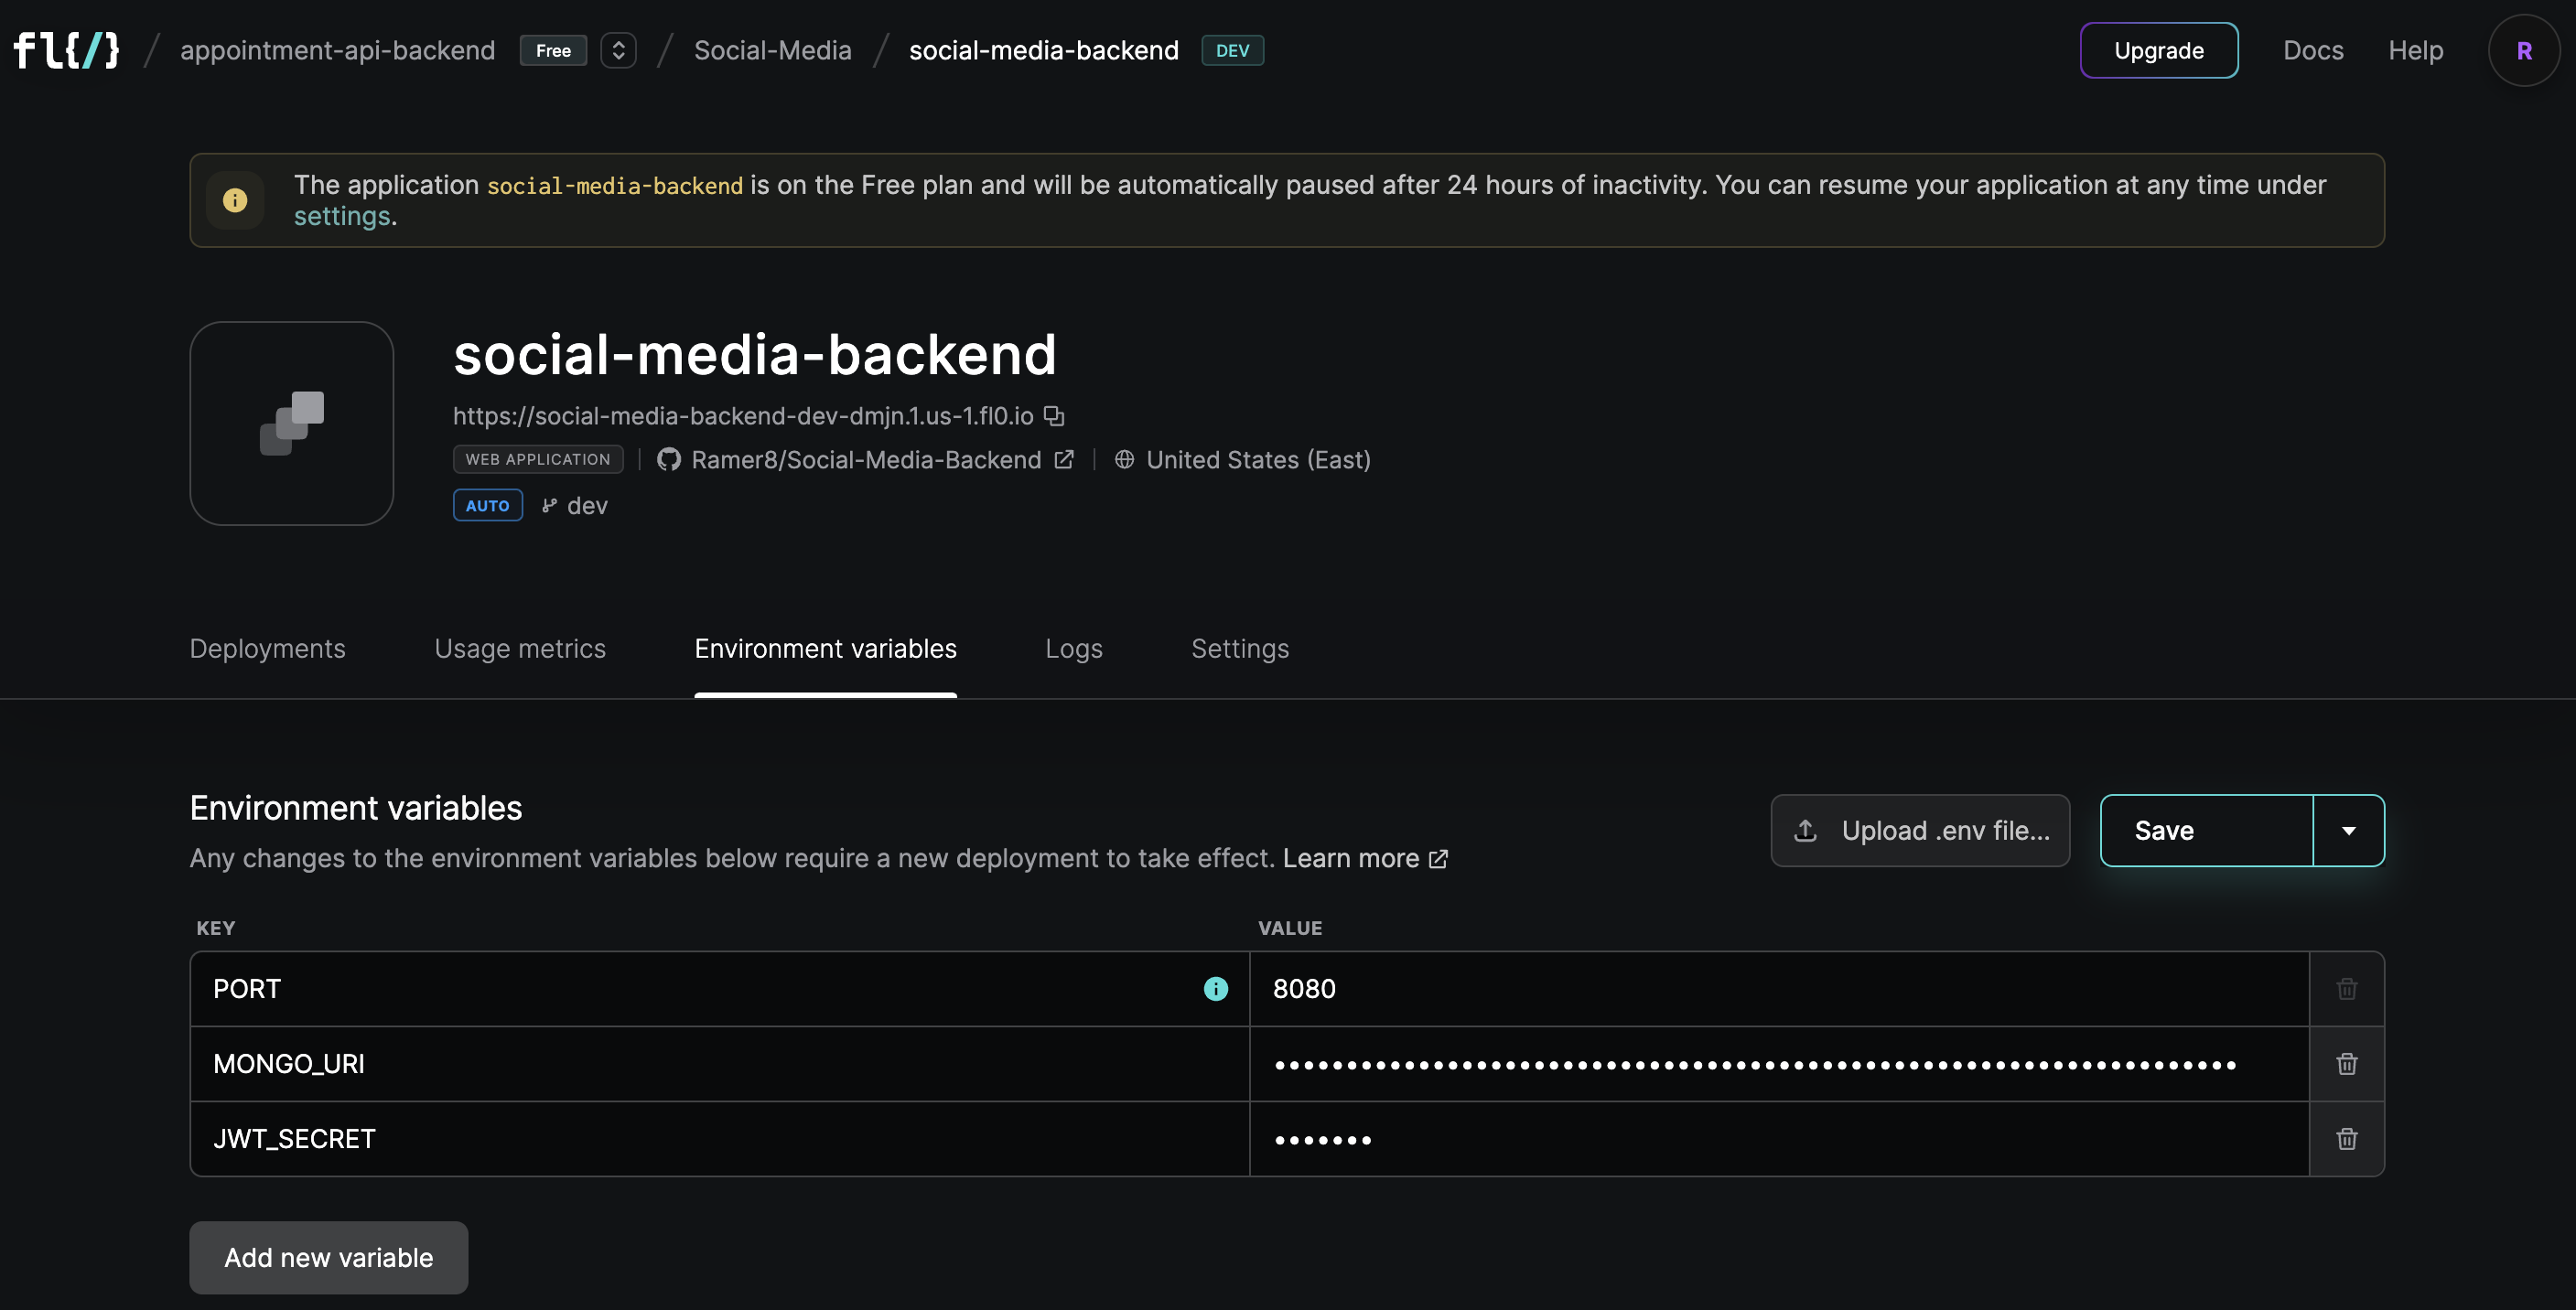 fl{/} / appointment-api-backend Free / Social-Media / social-media-backend DEV Upgrade Docs Help R
The application social-media-backend is on the Free plan and will be automatically paused after 24 hours of inactivity. You can resume your application at any time under
settings.
social-media-backend
https://social-media-backend-dev-dmjn.1.us-1.fl0.io
WEB APPLICATION | Ramer8/Social-Media-Backend | United States (East)
AUTO dev
Deployments Usage metrics Environment variables Logs Settings
Environment variables
Upload .env file... Save
Any changes to the environment variables below require a new deployment to take effect. Learn more
KEY VALUE
PORT 8080
MONGO_URI •••••••••••••••••••••••••••••••••••••••••••••••••••••••••••••••••••
JWT_SECRET •••••••
Add new variable